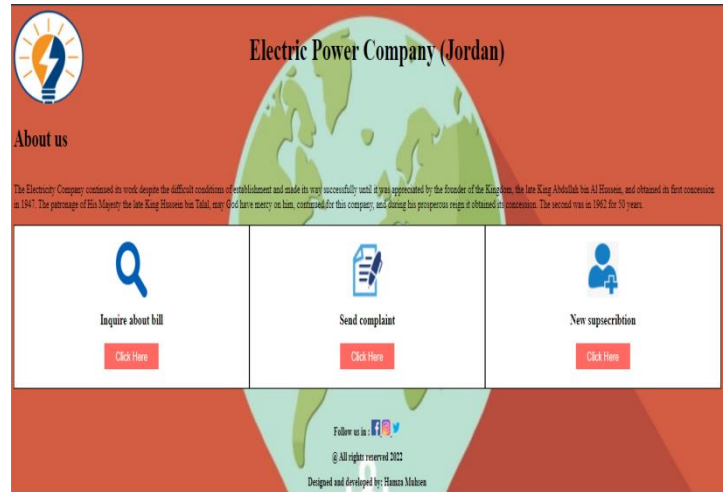 Electric Power Company (Jordan)
About us
The Electricity Company continued its work despite the difficult conditions of establishment and made its way successfully until it was appreciated by the founder of the Kingdom, the late King Abdullah bin Al Hussein, and obtained its first concession
in 1947. The patronage of His Majesty the late King Hussein bin Talal, may God have mercy on him, continued for this company, and during his prosperous reign it obtained its concession. The second was in 1962 for 50 years.
Inquire about bill
Send complaint
New supsecribtion
Click Here
Click Here
Click Here
Follow us in :
@ All rights reserved 2022
Designed and developed by: Hamza Muhsen